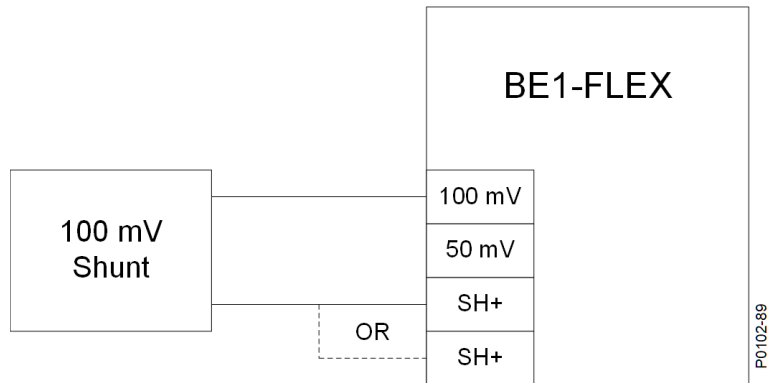 BE1-FLEX
100 mV
Shunt
100 mV
50 mV
SH+
SH+
OR
P0102-89